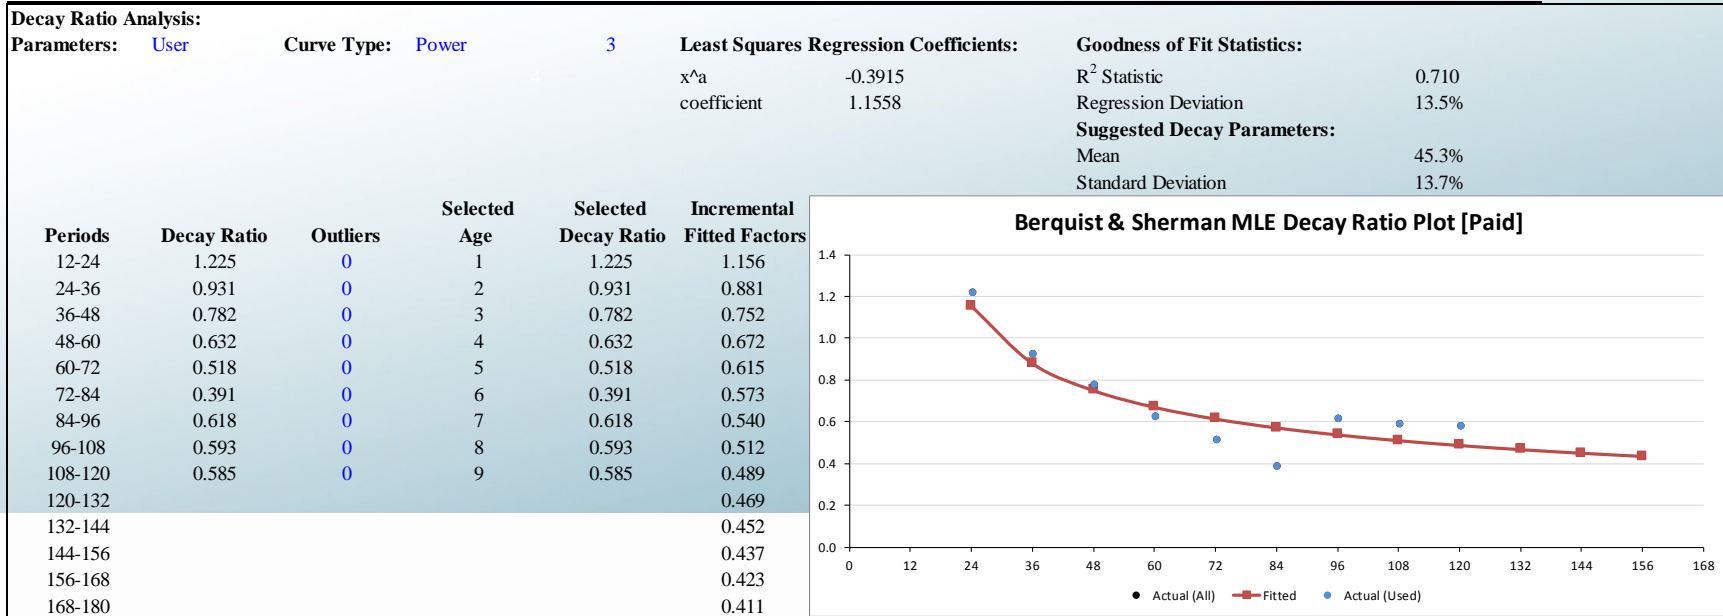 Decay Ratio Analysis:
Parameters: User Curve Type: Power 3 Least Squares Regression Coefficients: Goodness of Fit Statistics:
4 x^a -0.3915 R2 Statistic 0.710
coefficient 1.1558 Regression Deviation 13.5%
Suggested Decay Parameters:
Mean 45.3%
Standard Deviation 13.7%
Selected Selected Incremental
Periods Decay Ratio Outliers Age Decay Ratio Fitted Factors
12-24 1.225 0 1 1.225 1.156
24-36 0.931 0 2 0.931 0.881
36-48 0.782 0 3 0.782 0.752
48-60 0.632 0 4 0.632 0.672
60-72 0.518 0 5 0.518 0.615
72-84 0.391 0 6 0.391 0.573
84-96 0.618 0 7 0.618 0.540
96-108 0.593 0 8 0.593 0.512
108-120 0.585 0 9 0.585 0.489
120-132 0.469
132-144 0.452
144-156 0.437
156-168 0.423
168-180 0.411
Berquist & Sherman MLE Decay Ratio Plot [Paid]
1.4
1.2
1.0
0.8
0.6
0.4
0.2
0.0
0 12 24 36 48 60 72 84 96 108 120 132 144 156 168
Actual (All) Fitted Actual (Used)